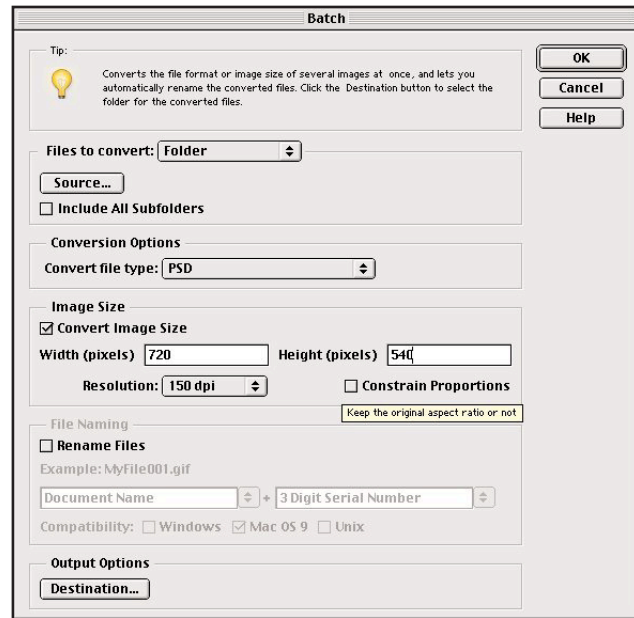 Batch
Tip:
Converts the file format or image size of several images at once, and lets you
automatically rename the converted files. Click the Destination button to select the
folder for the converted files.
OK
Cancel
Help
Files to convert: Folder
Source...
Include All Subfolders
Conversion Options
Convert file type: PSD
Image Size
Convert Image Size
Width (pixels) 720 Height (pixels) 540
Resolution: 150 dpi Constrain Proportions
Keep the original aspect ratio or not
File Naming
Rename Files
Example: MyFile001.gif
Document Name + 3 Digit Serial Number
Compatibility: Windows Mac OS 9 Unix
Output Options
Destination...